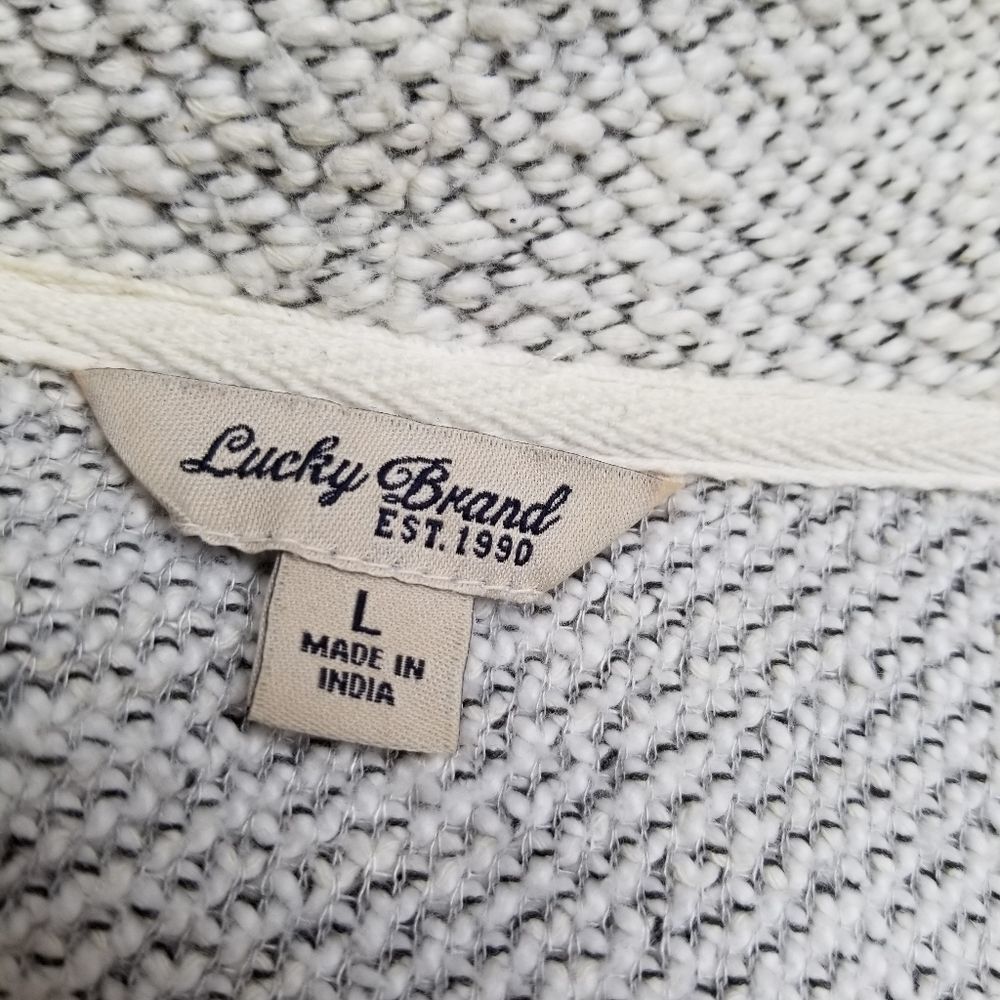 Lucky Brand
EST. 1990
L
MADE IN
INDIA